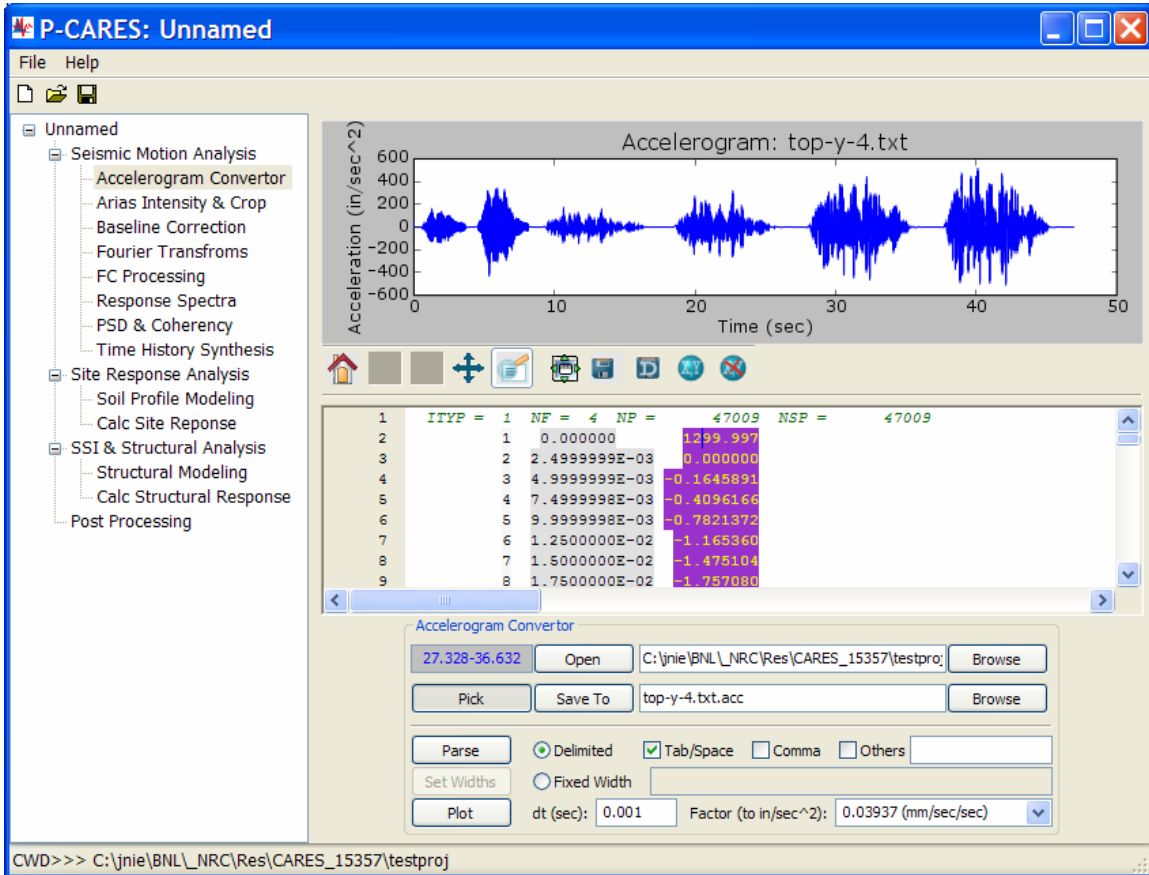 P-CARES: Unnamed
File Help
Unnamed
Seismic Motion Analysis
Accelerogram Convertor
Arias Intensity & Crop
Baseline Correction
Fourier Transfroms
FC Processing
Response Spectra
PSD & Coherency
Time History Synthesis
Site Response Analysis
Soil Profile Modeling
Calc Site Reponse
SSI & Structural Analysis
Structural Modeling
Calc Structural Response
Post Processing
Accelerogram: top-y-4.txt
Acceleration (in/sec^2)
600
400
200
0
-200
-400
-600
0 10 20 30 40 50
Time (sec)
1 ITYP = 1 NF = 4 NP = 47009 NSP = 47009
2 1 0.000000 1299.997
3 2 2.4999999E-03 0.000000
4 3 4.9999999E-03 -0.1645891
5 4 7.4999998E-03 -0.4096166
6 5 9.9999998E-03 -0.7821372
7 6 1.2500000E-02 -1.165360
8 7 1.5000000E-02 -1.475104
9 8 1.7500000E-02 -1.757080
Accelerogram Convertor
27.328-36.632 Open C:\jnie\BNL\_NRC\Res\CARES_15357\testproj Browse
Pick Save To top-y-4.txt.acc Browse
Parse Delimited Tab/Space Comma Others
Set Widths Fixed Width
Plot dt (sec): 0.001 Factor (to in/sec^2): 0.03937 (mm/sec/sec)
CWD>>> C:\jnie\BNL\_NRC\Res\CARES_15357\testproj